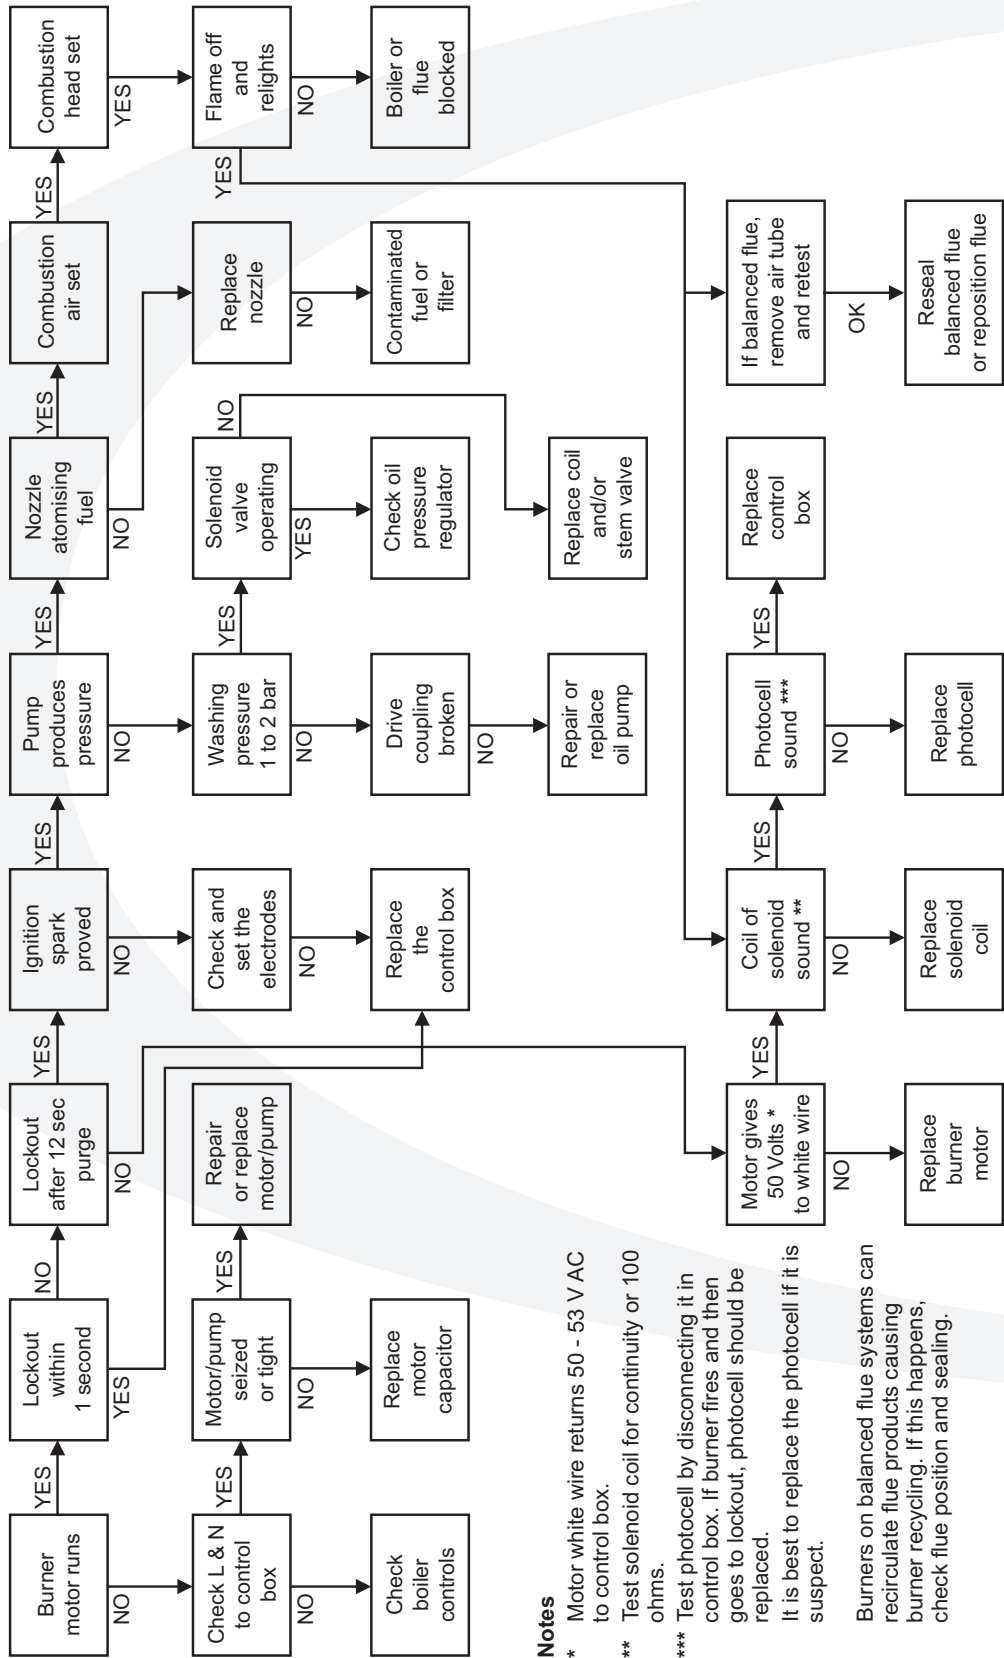 Burner
motor runs
YES
NO
Lockout
within
1 second
NO
YES
Lockout
after 12 sec
purge
YES
NO
Ignition
spark
proved
YES
NO
Pump
produces
pressure
YES
NO
Nozzle
atomising
fuel
YES
NO
Combustion
air set
YES
Combustion
head set
YES
Check L & N
to control
box
YES
NO
Motor/pump
seized
or tight
YES
NO
Repair
or replace
motor/pump
Check and
set the
electrodes
NO
Washing
pressure
1 to 2 bar
YES
NO
Solenoid
valve
operating
NO
YES
Replace
nozzle
NO
Flame off
and
relights
YES
NO
Check
boiler
controls
Replace
motor
capacitor
Replace
the
control box
Drive
coupling
broken
NO
Check oil
pressure
regulator
Contaminated
fuel or
filter
Boiler or
flue
blocked
Repair or
replace
oil pump
Replace coil
and/or
stem valve
Motor gives
50 Volts *
to white wire
YES
NO
Coil of
solenoid
sound **
YES
NO
Photocell
sound ***
YES
NO
Replace
control
box
If balanced flue,
remove air tube
and retest
OK
Replace
burner
motor
Replace
solenoid
coil
Replace
photocell
Reseal
balanced flue
or reposition flue
Notes
* Motor white wire returns 50 - 53 V AC
to control box.
** Test solenoid coil for continuity or 100
ohms.
*** Test photocell by disconnecting it in
control box. If burner fires and then
goes to lockout, photocell should be
replaced.
It is best to replace the photocell if it is
suspect.
Burners on balanced flue systems can
recirculate flue products causing
burner recycling. If this happens,
check flue position and sealing.